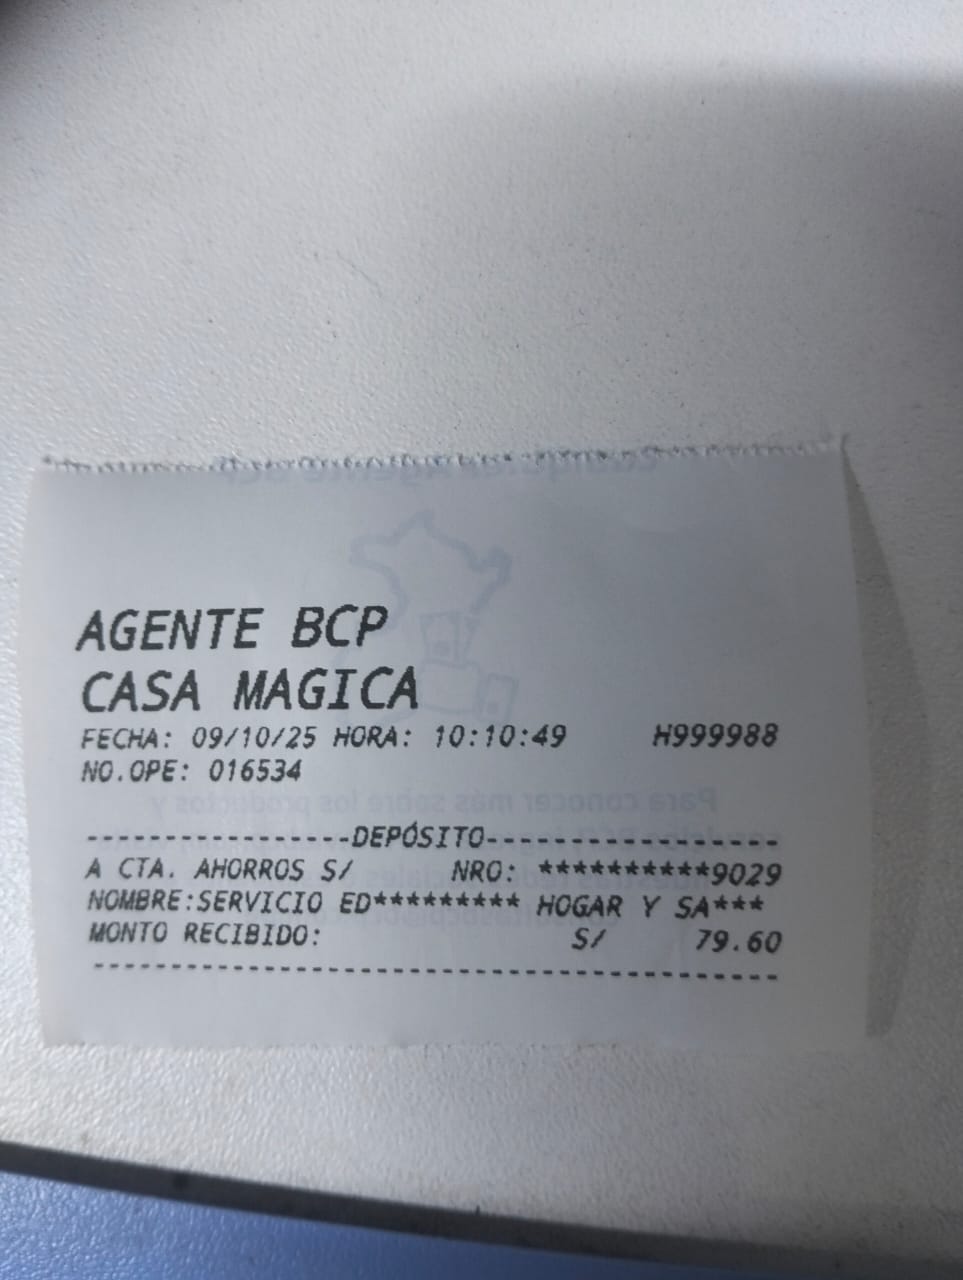 AGENTE BCP
CASA MAGICA
FECHA: 09/10/25 HORA: 10:10:49 H999988
NO.OPE: 016534
-----------------DEPÓSITO-------------------
A CTA. AHORROS S/ NRO: **********9029
NOMBRE:SERVICIO ED********* HOGAR Y SA***
MONTO RECIBIDO: S/ 79.60
--------------------------------------------